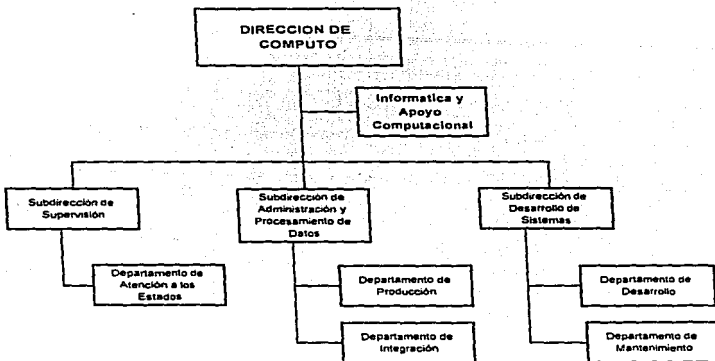 DIRECCION DE
COMPUTO
Informatica y
Apoyo
Computacional
Subdirección de
Supervisión
Subdirección de
Administración y
Procesamiento de
Datos
Subdirección de
Desarrollo de
Sistemas
Departamento de
Atención a los
Estados
Departamento de
Producción
Departamento de
Desarrollo
Departamento de
Integración
Departamento de
Mantenimiento